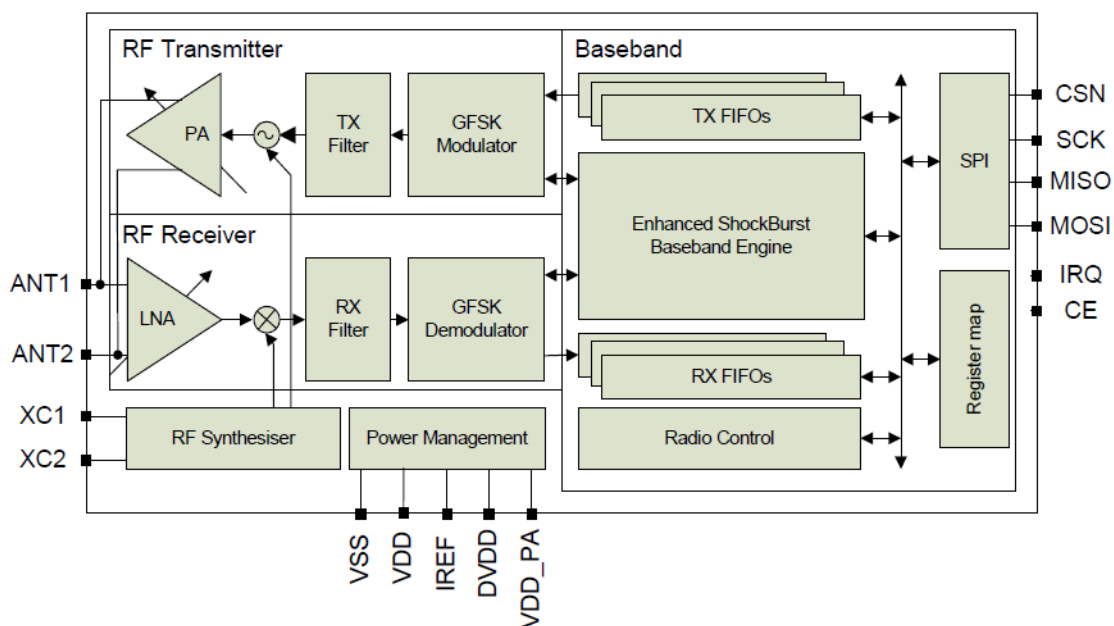 RF Transmitter
Baseband
PA
TX
Filter
GFSK
Modulator
TX FIFOs
SPI
CSN
SCK
MISO
MOSI
Enhanced ShockBurst
Baseband Engine
RF Receiver
ANT1
ANT2
LNA
RX
Filter
GFSK
Demodulator
RX FIFOs
Register map
IRQ
CE
XC1
XC2
RF Synthesiser
Power Management
Radio Control
VSS
VDD
IREF
DVDD
VDD_PA